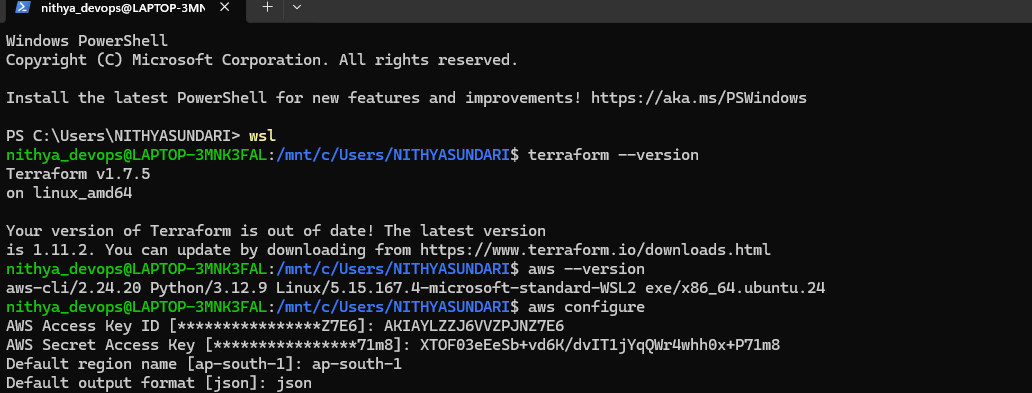 nithya_devops@LAPTOP-3MN
Windows PowerShell
Copyright (C) Microsoft Corporation. All rights reserved.
Install the latest PowerShell for new features and improvements! https://aka.ms/PSWindows
PS C:\Users\NITHYASUNDARI> wsl
nithya_devops@LAPTOP-3MNK3FAL:/mnt/c/Users/NITHYASUNDARI$ terraform --version
Terraform v1.7.5
on linux_amd64
Your version of Terraform is out of date! The latest version
is 1.11.2. You can update by downloading from https://www.terraform.io/downloads.html
nithya_devops@LAPTOP-3MNK3FAL:/mnt/c/Users/NITHYASUNDARI$ aws --version
aws-cli/2.24.20 Python/3.12.9 Linux/5.15.167.4-microsoft-standard-WSL2 exe/x86_64.ubuntu.24
nithya_devops@LAPTOP-3MNK3FAL:/mnt/c/Users/NITHYASUNDARI$ aws configure
AWS Access Key ID [****************Z7E6]: AKIAYLZZJ6VVZPJNZ7E6
AWS Secret Access Key [****************71m8]: 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
Default region name [ap-south-1]: ap-south-1
Default output format [json]: json